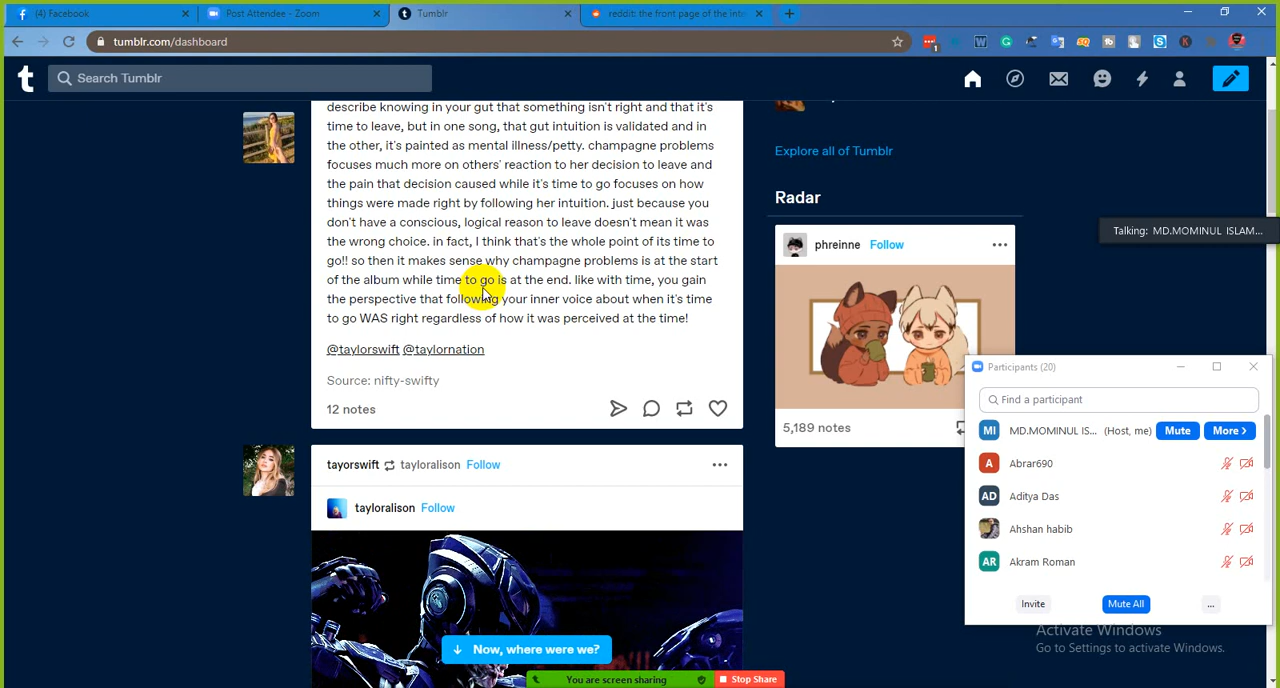 (4) Facebook
Post Attendee - Zoom
Tumblr
reddit: the front page of the inte
tumblr.com/dashboard
1
t
Search Tumblr
describe knowing in your gut that something isn't right and that it's
time to leave, but in one song, that gut intuition is validated and in
the other, it's painted as mental illness/petty. champagne problems
focuses much more on others' reaction to her decision to leave and
the pain that decision caused while it's time to go focuses on how
things were made right by following her intuition. just because you
don't have a conscious, logical reason to leave doesn't mean it was
the wrong choice. in fact, I think that's the whole point of its time to
go!! so then it makes sense why champagne problems is at the start
of the album while time to go is at the end. like with time, you gain
the perspective that following your inner voice about when it's time
to go WAS right regardless of how it was perceived at the time!
@taylorswift @taylornation
Source: nifty-swifty
12 notes
tayorswift tayloralison Follow
tayloralison Follow
Now, where were we?
You are screen sharing
Stop Share
Explore all of Tumblr
Radar
phreinne Follow
5,189 notes
Talking: MD.MOMINUL ISLAM...
Participants (20)
Find a participant
MI MD.MOMINUL IS... (Host, me) Mute More
A Abrar690
AD Aditya Das
Ahshan habib
AR Akram Roman
Invite
Mute All
...
Activate Windows
Go to Settings to activate Windows.